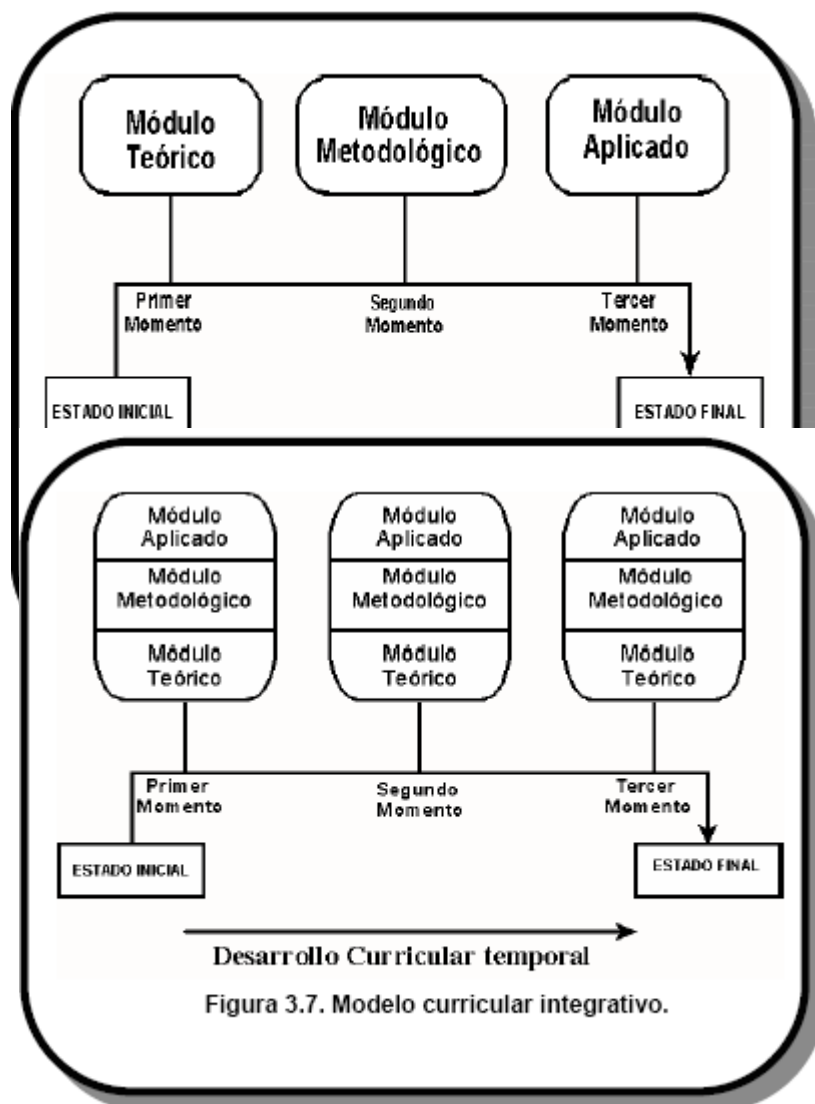 Módulo
Teórico
Módulo
Metodológico
Módulo
Aplicado
Primer
Momento
Segundo
Momento
Tercer
Momento
ESTADO INICIAL
ESTADO FINAL
Módulo
Aplicado
Módulo
Metodológico
Módulo
Teórico
Módulo
Aplicado
Módulo
Metodológico
Módulo
Teórico
Módulo
Aplicado
Módulo
Metodológico
Módulo
Teórico
Primer
Momento
Segundo
Momento
Tercer
Momento
ESTADO INICIAL
ESTADO FINAL
Desarrollo Curricular temporal
Figura 3.7. Modelo curricular integrativo.